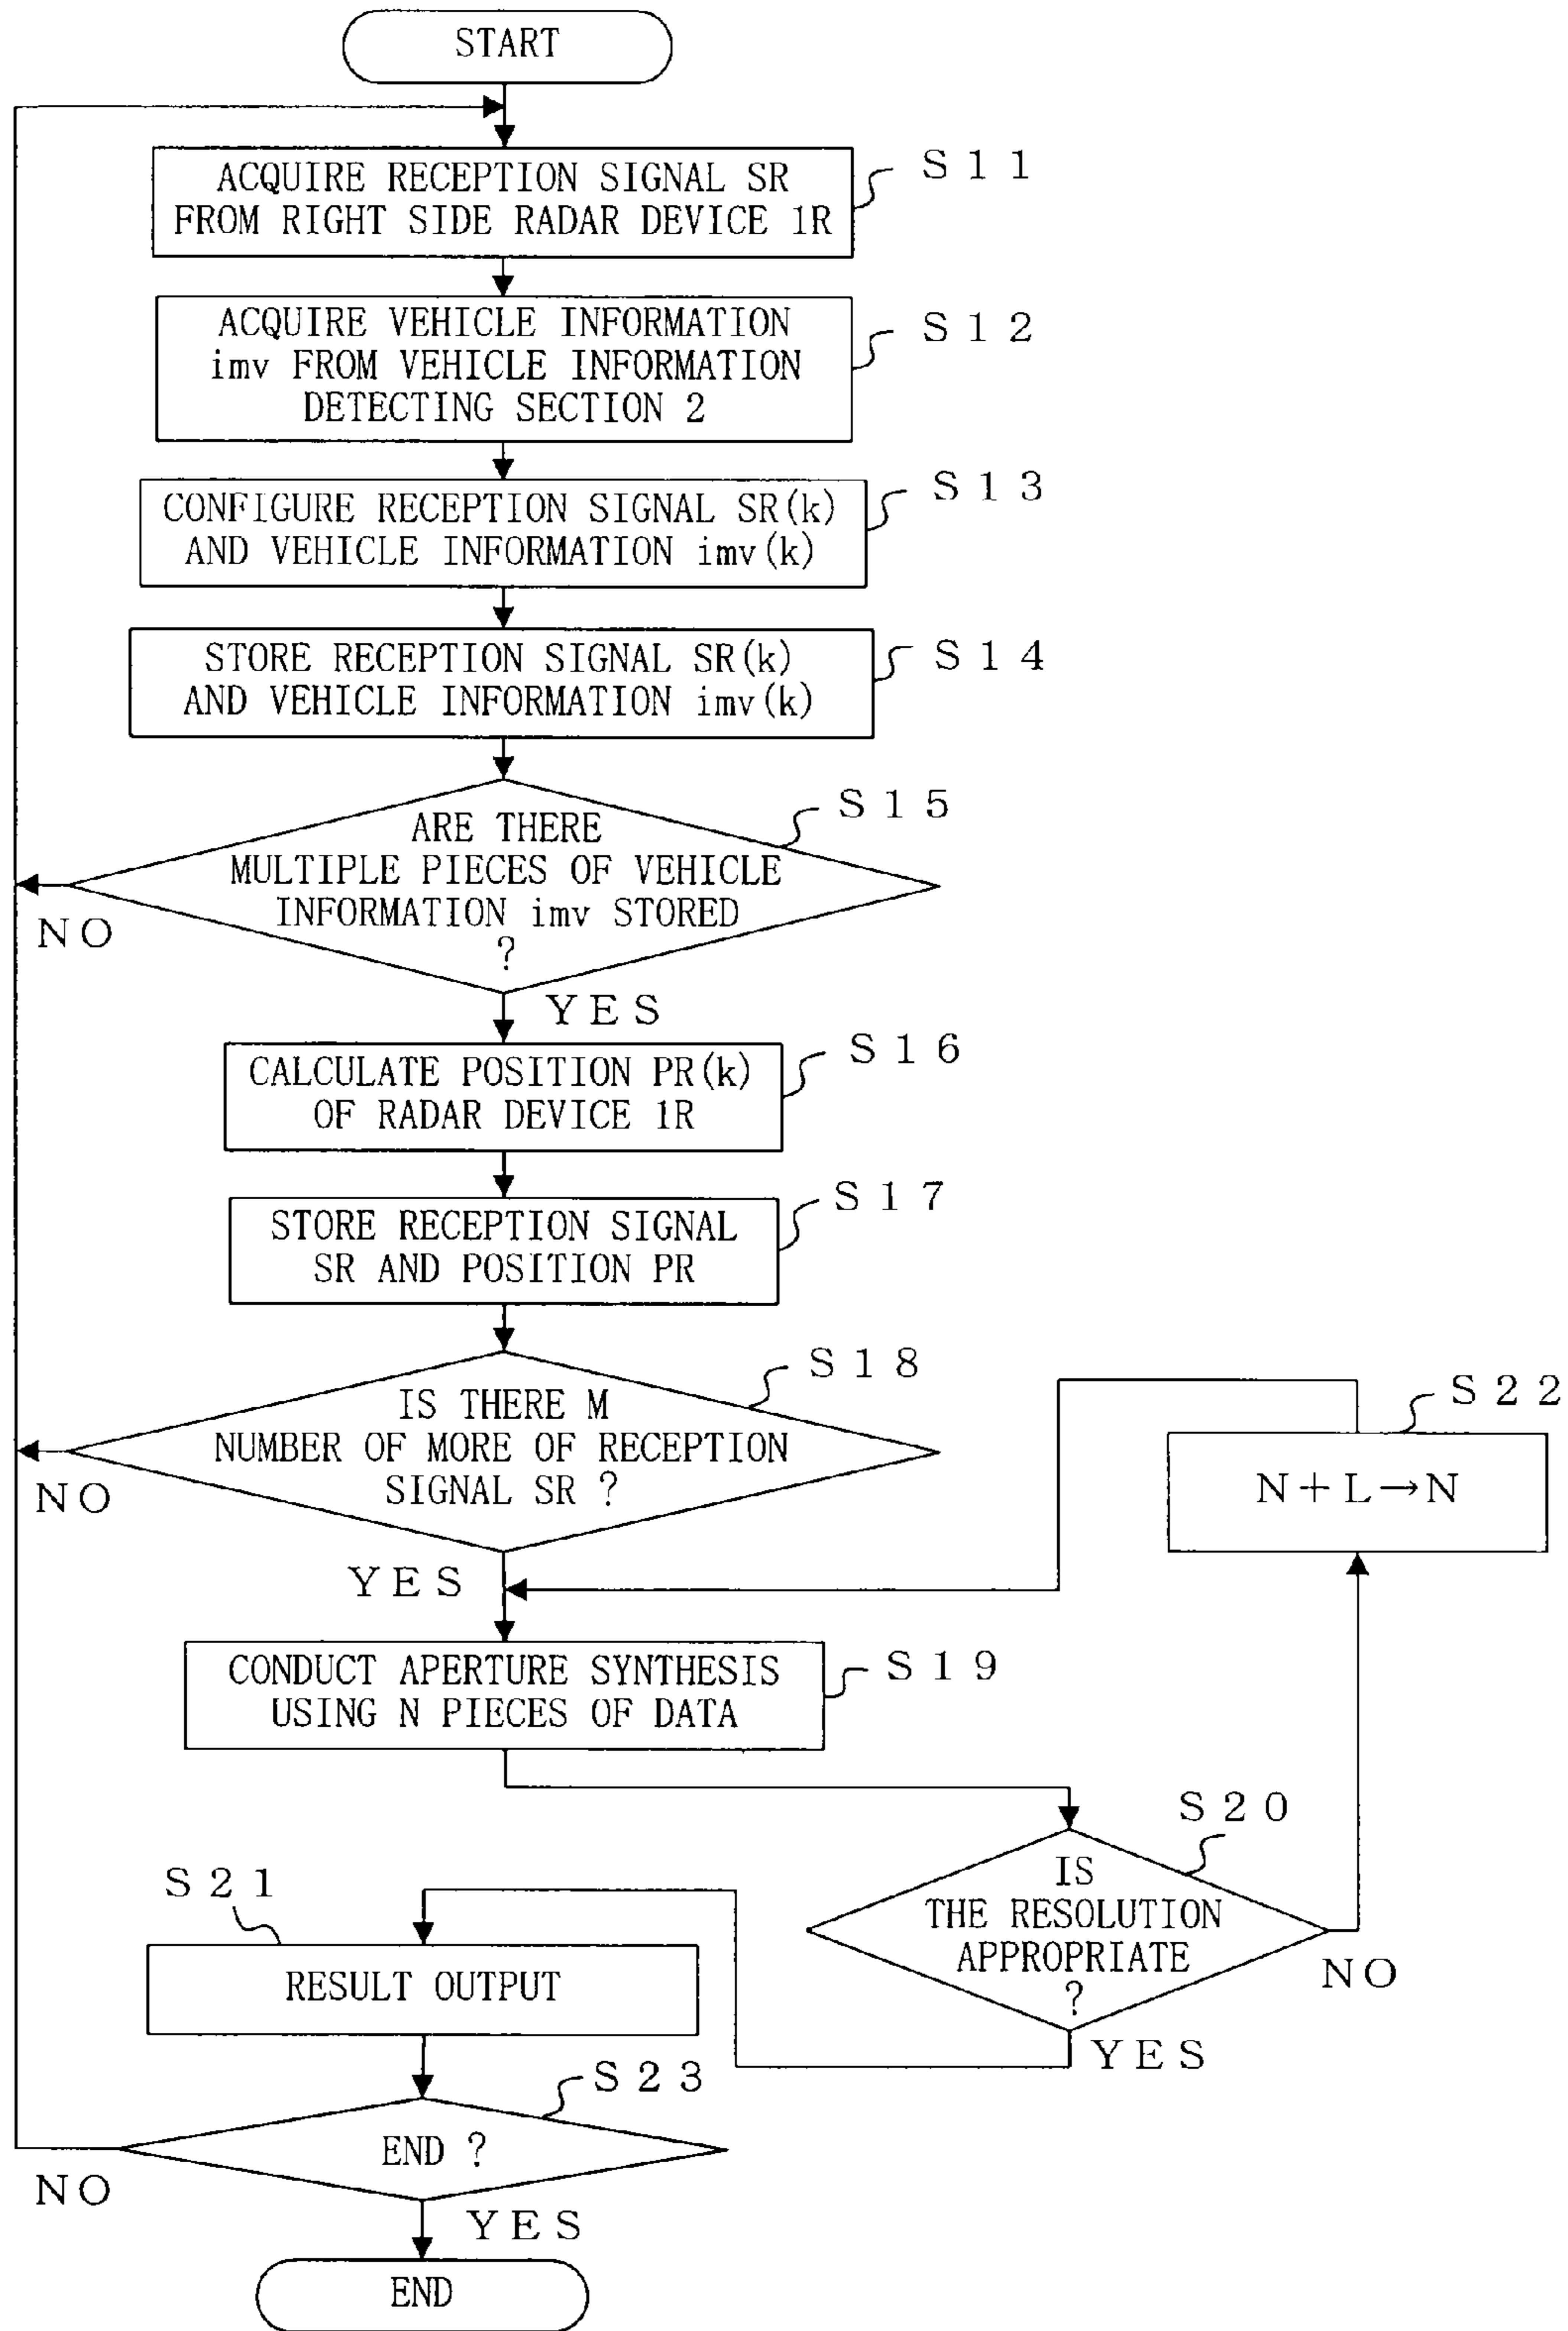 START
ACQUIRE RECEPTION SIGNAL SR
FROM RIGHT SIDE RADAR DEVICE 1R
S11
ACQUIRE VEHICLE INFORMATION
imv FROM VEHICLE INFORMATION
DETECTING SECTION 2
S12
CONFIGURE RECEPTION SIGNAL SR(k)
AND VEHICLE INFORMATION imv(k)
S13
STORE RECEPTION SIGNAL SR(k)
AND VEHICLE INFORMATION imv(k)
S14
ARE THERE
MULTIPLE PIECES OF VEHICLE
INFORMATION imv STORED
?
S15
NO
YES
CALCULATE POSITION PR(k)
OF RADAR DEVICE 1R
S16
STORE RECEPTION SIGNAL
SR AND POSITION PR
S17
IS THERE M
NUMBER OF MORE OF RECEPTION
SIGNAL SR ?
S18
NO
YES
N+L→N
S22
CONDUCT APERTURE SYNTHESIS
USING N PIECES OF DATA
S19
IS
THE RESOLUTION
APPROPRIATE
?
S20
NO
YES
S21
RESULT OUTPUT
END ?
S23
NO
YES
END